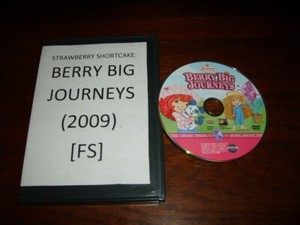 STRAWBERRY SHORTCAKE:
BERRY BIG
JOURNEYS
(2009)
[FS]
BERRY BIG
JOURNEYS